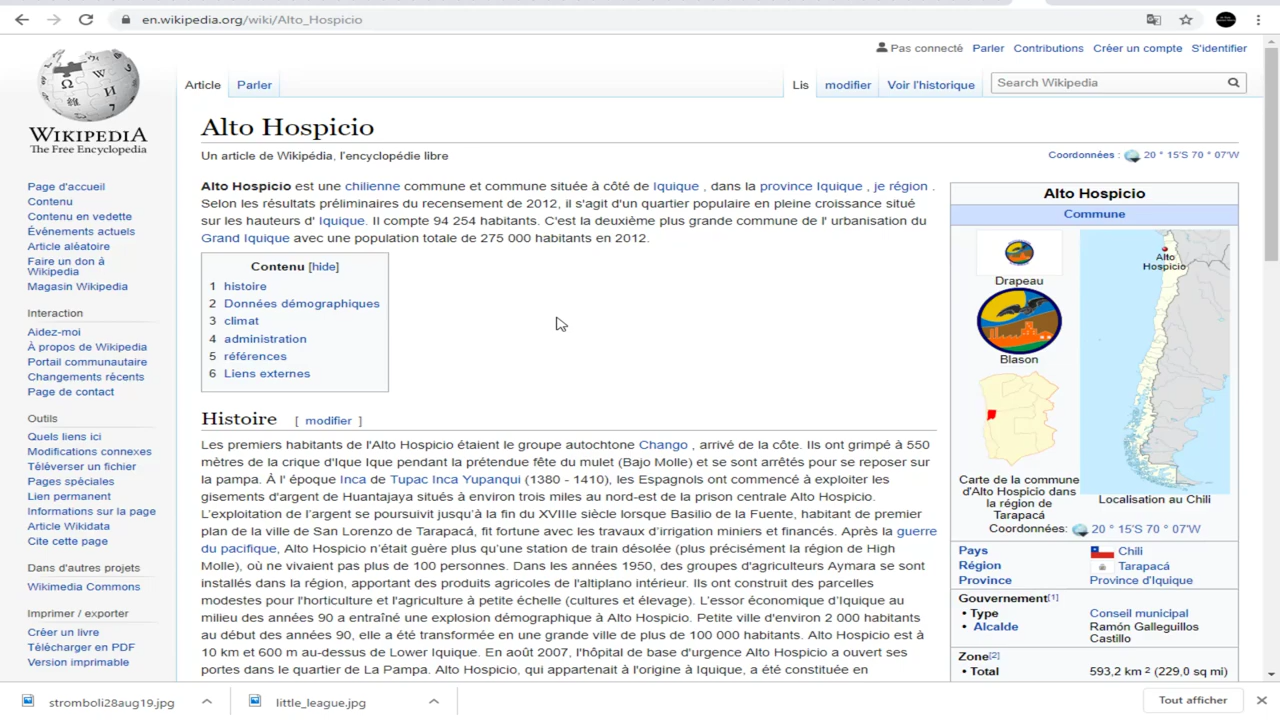 en.wikipedia.org/wiki/Alto_Hospicio
Pas connecté Parler Contributions Créer un compte S'identifier
Article Parler Lis modifier Voir l'historique Search Wikipedia
WIKIPEDIA
The Free Encyclopedia
Page d'accueil
Contenu
Contenu en vedette
Événements actuels
Article aléatoire
Faire un don à
Wikipedia
Magasin Wikipedia
Interaction
Aidez-moi
À propos de Wikipedia
Portail communautaire
Changements récents
Page de contact
Outils
Quels liens ici
Modifications connexes
Téléverser un fichier
Pages spéciales
Lien permanent
Informations sur la page
Article Wikidata
Cite cette page
Dans d'autres projets
Wikimedia Commons
Imprimer / exporter
Créer un livre
Télécharger en PDF
Version imprimable
Alto Hospicio
Un article de Wikipédia, l'encyclopédie libre
Coordonnées : 20 ° 15'S 70 ° 07'W
Alto Hospicio est une chilienne commune et commune située à côté de Iquique , dans la province Iquique , je région .
Selon les résultats préliminaires du recensement de 2012, il s'agit d'un quartier populaire en pleine croissance situé
sur les hauteurs d' Iquique. Il compte 94 254 habitants. C'est la deuxième plus grande commune de l' urbanisation du
Grand Iquique avec une population totale de 275 000 habitants en 2012.
Contenu [hide]
1 histoire
2 Données démographiques
3 climat
4 administration
5 références
6 Liens externes
Histoire [ modifier ]
Les premiers habitants de l'Alto Hospicio étaient le groupe autochtone Chango , arrivé de la côte. Ils ont grimpé à 550
mètres de la crique d'Ique Ique pendant la prétendue fête du mulet (Bajo Molle) et se sont arrêtés pour se reposer sur
la pampa. À l' époque Inca de Tupac Inca Yupanqui (1380 - 1410), les Espagnols ont commencé à exploiter les
gisements d'argent de Huantajaya situés à environ trois miles au nord-est de la prison centrale Alto Hospicio.
L'exploitation de l'argent se poursuivit jusqu'à la fin du XVIIIe siècle lorsque Basilio de la Fuente, habitant de premier
plan de la ville de San Lorenzo de Tarapacá, fit fortune avec les travaux d'irrigation miniers et financés. Après la guerre
du pacifique, Alto Hospicio n'était guère plus qu'une station de train désolée (plus précisément la région de High
Molle), où ne vivaient pas plus de 100 personnes. Dans les années 1950, des groupes d'agriculteurs Aymara se sont
installés dans la région, apportant des produits agricoles de l'altiplano intérieur. Ils ont construit des parcelles
modestes pour l'horticulture et l'agriculture à petite échelle (cultures et élevage). L'essor économique d'Iquique au
milieu des années 90 a entraîné une explosion démographique à Alto Hospicio. Petite ville d'environ 2 000 habitants
au début des années 90, elle a été transformée en une grande ville de plus de 100 000 habitants. Alto Hospicio est à
10 km et 600 m au-dessus de Lower Iquique. En août 2007, l'hôpital de base d'urgence Alto Hospicio a ouvert ses
portes dans le quartier de La Pampa. Alto Hospicio, qui appartenait à l'origine à Iquique, a été constituée en
Alto Hospicio
Commune
Drapeau
Blason
Carte de la commune
d'Alto Hospicio dans
la région de
Tarapacá
Alto
Hospicio
Localisation au Chili
Coordonnées: 20 ° 15'S 70 ° 07'W
Pays Chili
Région Tarapacá
Province Province d'Iquique
Gouvernement[1]
• Type Conseil municipal
• Alcalde Ramón Galleguillos
Castillo
Zone[2]
• Total 593,2 km 2 (229,0 sq mi)
stromboli28aug19.jpg little_league.jpg Tout afficher